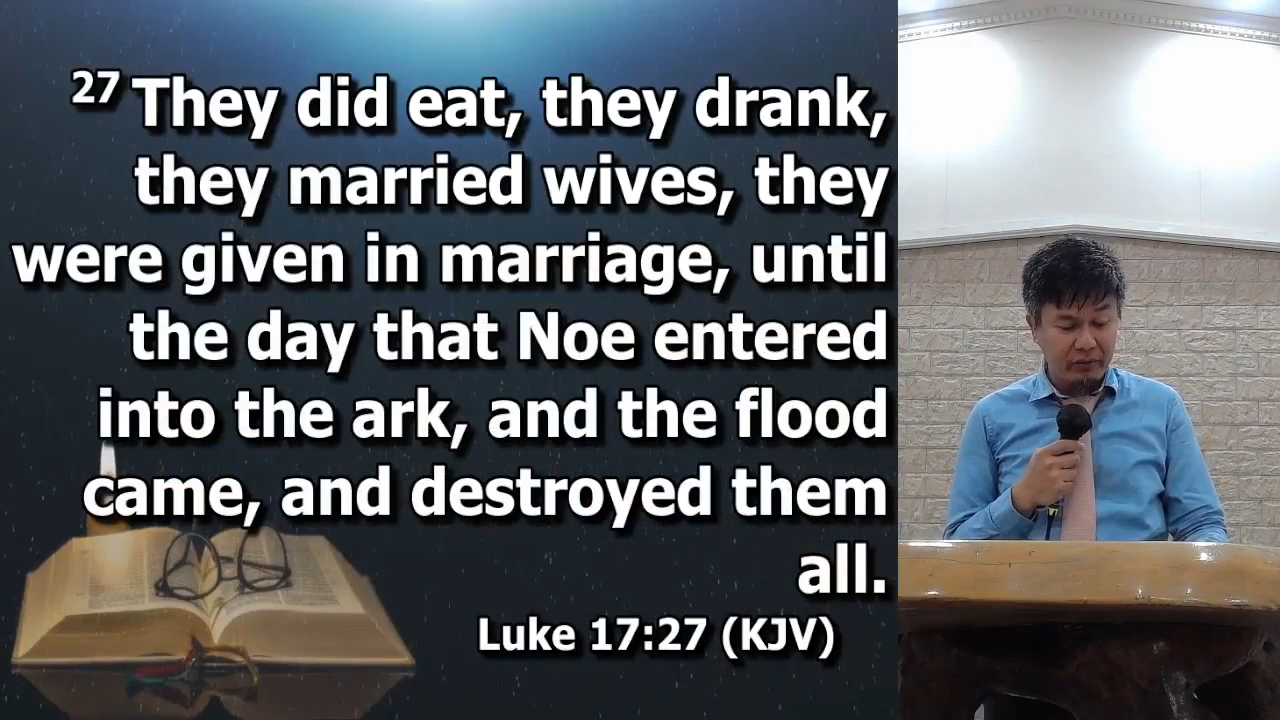 27 They did eat, they drank,
they married wives, they
were given in marriage, until
the day that Noe entered
into the ark, and the flood
came, and destroyed them
all.
Luke 17:27 (KJV)